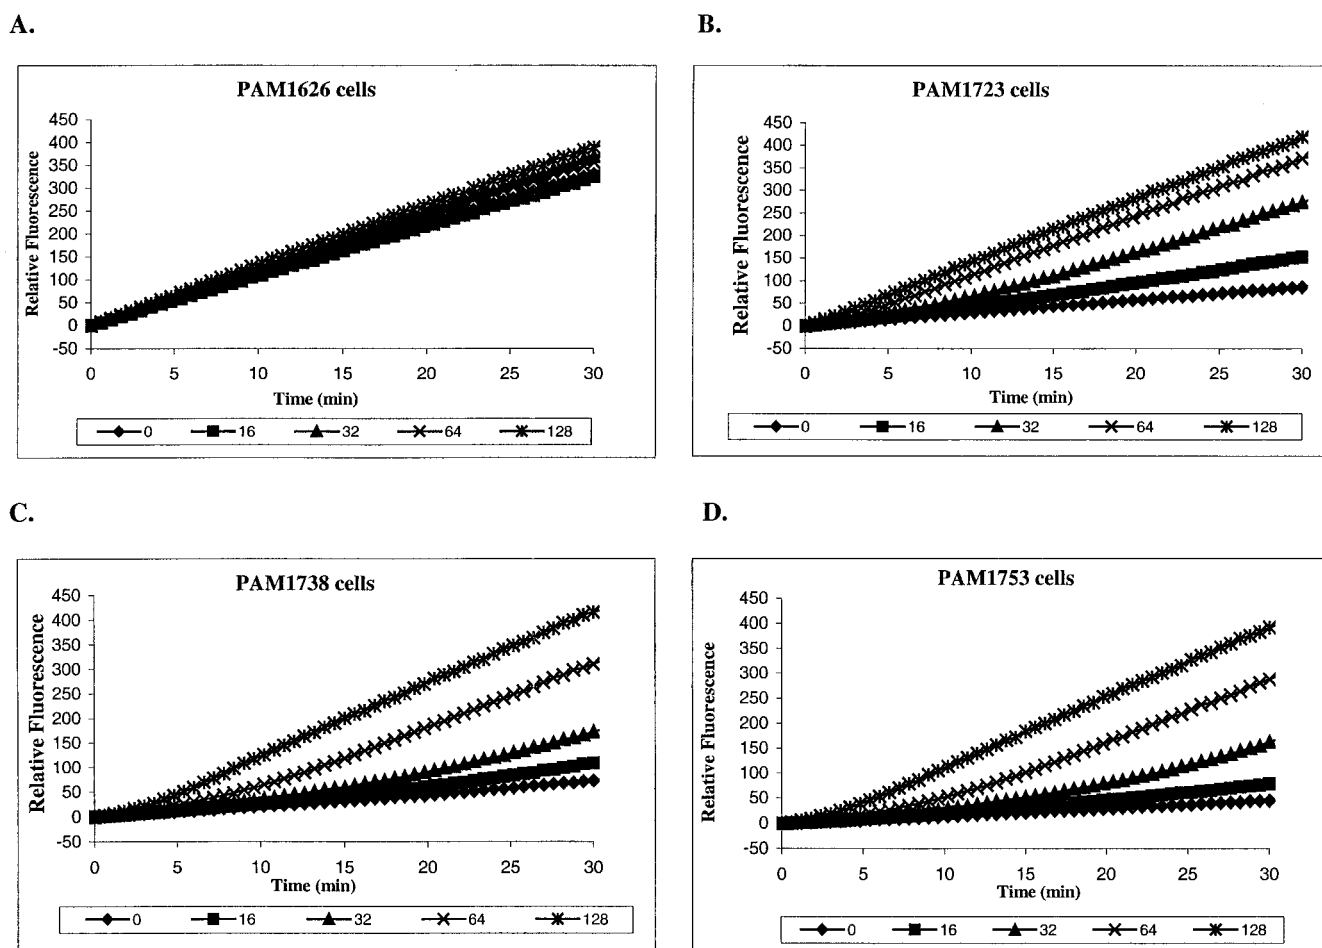 A.
PAM1626 cells
450
400
350
300
250
200
150
100
50
0
-50
Relative Fluorescence
0 5 10 15 20 25 30
Time (min)
0 16 32 64 128
B.
PAM1723 cells
450
400
350
300
250
200
150
100
50
0
-50
Relative Fluorescence
0 5 10 15 20 25 30
Time (min)
0 16 32 64 128
C.
PAM1738 cells
450
400
350
300
250
200
150
100
50
0
-50
Relative Fluorescence
0 5 10 15 20 25 30
Time (min)
0 16 32 64 128
D.
PAM1753 cells
450
400
350
300
250
200
150
100
50
0
-50
Relative Fluorescence
0 5 10 15 20 25 30
Time (min)
0 16 32 64 128